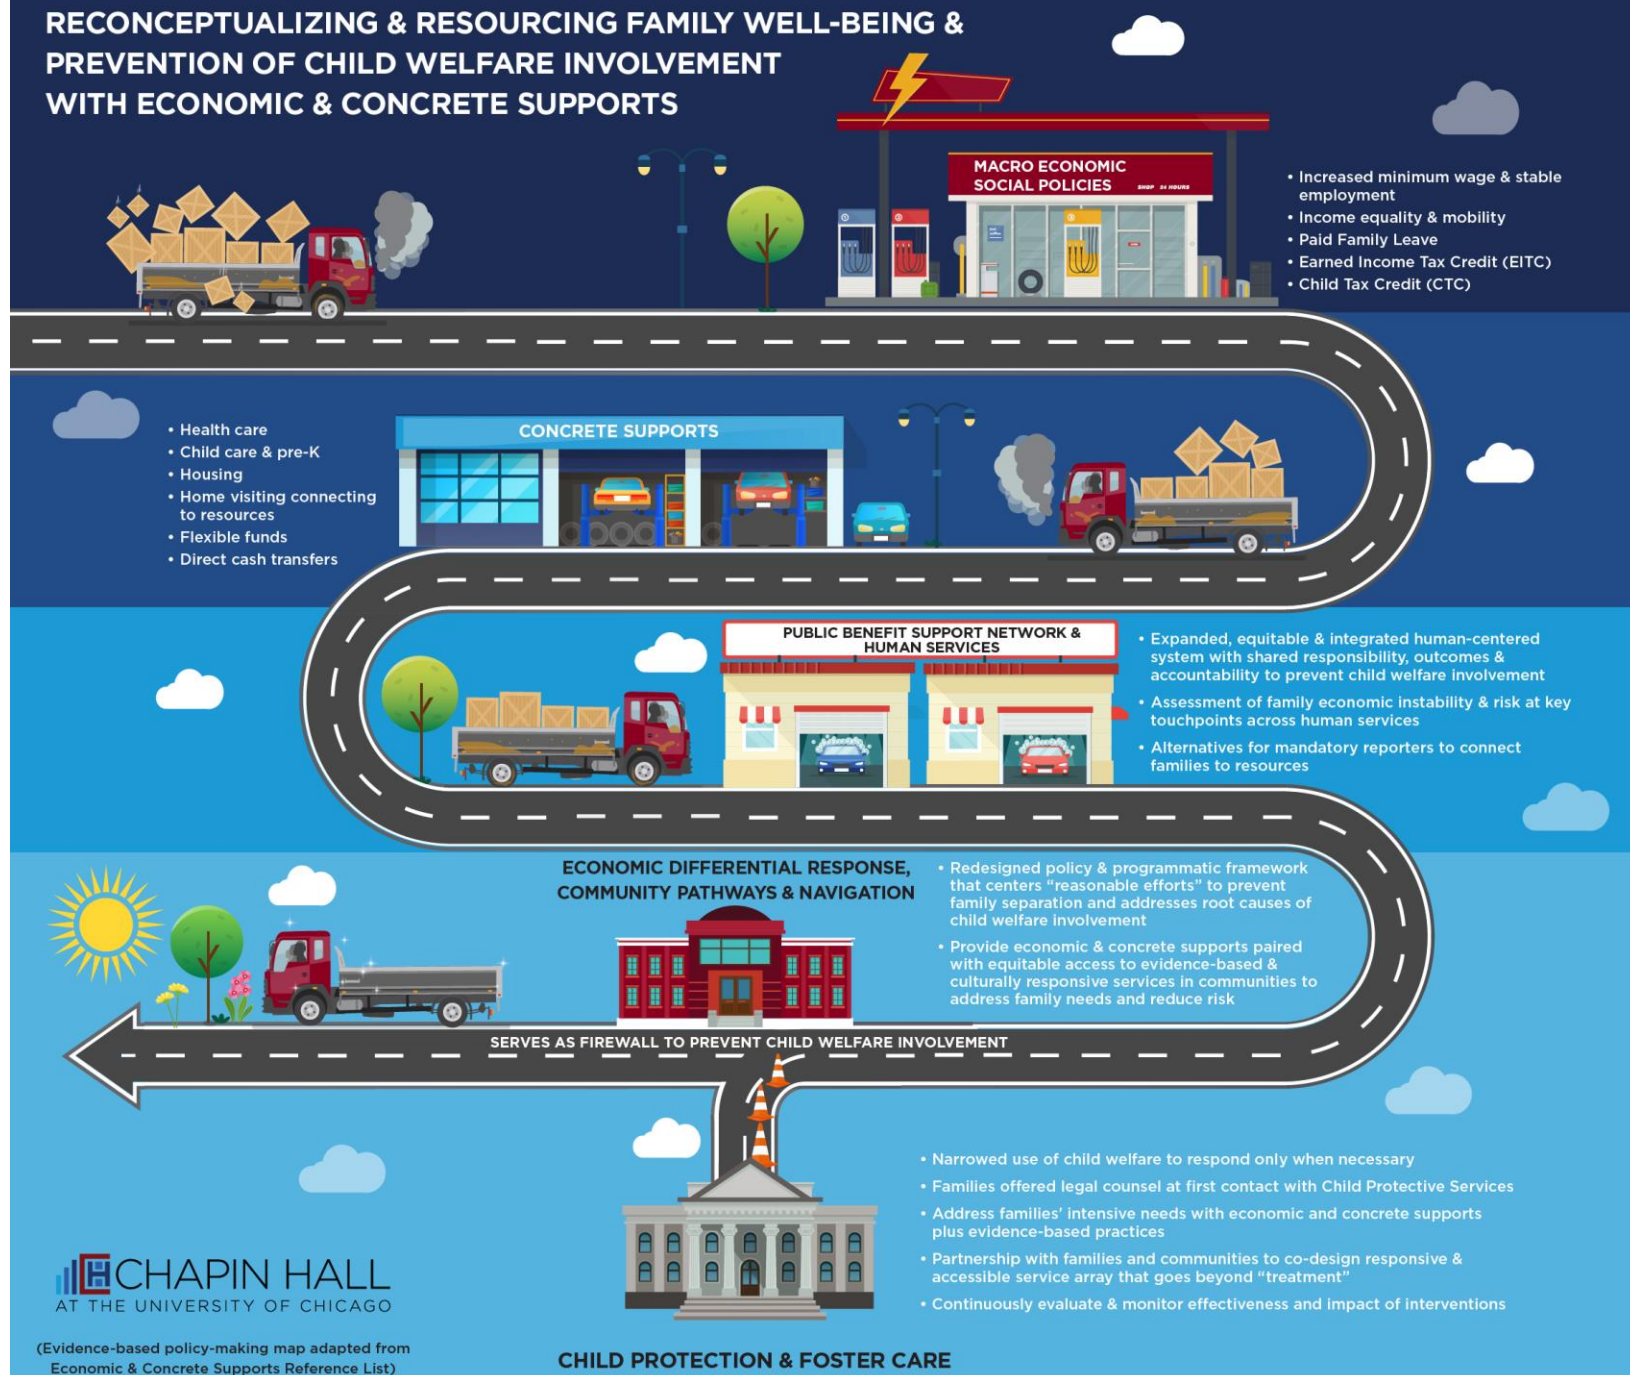 RECONCEPTUALIZING & RESOURCING FAMILY WELL-BEING &
PREVENTION OF CHILD WELFARE INVOLVEMENT
WITH ECONOMIC & CONCRETE SUPPORTS
MACRO ECONOMIC
SOCIAL POLICIES
SHOP 24 HOURS
• Increased minimum wage & stable
employment
• Income equality & mobility
• Paid Family Leave
• Earned Income Tax Credit (EITC)
• Child Tax Credit (CTC)
• Health care
• Child care & pre-K
• Housing
• Home visiting connecting
to resources
• Flexible funds
• Direct cash transfers
CONCRETE SUPPORTS
PUBLIC BENEFIT SUPPORT NETWORK &
HUMAN SERVICES
• Expanded, equitable & integrated human-centered
system with shared responsibility, outcomes &
accountability to prevent child welfare involvement
• Assessment of family economic instability & risk at key
touchpoints across human services
• Alternatives for mandatory reporters to connect
families to resources
ECONOMIC DIFFERENTIAL RESPONSE,
COMMUNITY PATHWAYS & NAVIGATION
• Redesigned policy & programmatic framework
that centers “reasonable efforts” to prevent
family separation and addresses root causes of
child welfare involvement
• Provide economic & concrete supports paired
with equitable access to evidence-based &
culturally responsive services in communities to
address family needs and reduce risk
SERVES AS FIREWALL TO PREVENT CHILD WELFARE INVOLVEMENT
• Narrowed use of child welfare to respond only when necessary
• Families offered legal counsel at first contact with Child Protective Services
• Address families’ intensive needs with economic and concrete supports
plus evidence-based practices
• Partnership with families and communities to co-design responsive &
accessible service array that goes beyond “treatment”
• Continuously evaluate & monitor effectiveness and impact of interventions
CHAPIN HALL
AT THE UNIVERSITY OF CHICAGO
(Evidence-based policy-making map adapted from
Economic & Concrete Supports Reference List)
CHILD PROTECTION & FOSTER CARE